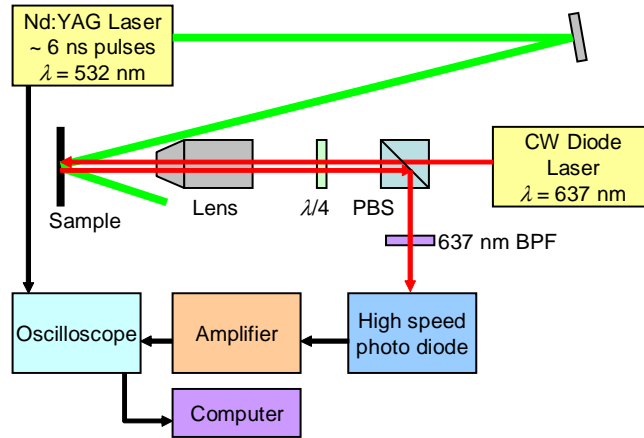 Nd:YAG Laser
~ 6 ns pulses
λ = 532 nm
CW Diode
Laser
λ = 637 nm
Sample
Lens
λ/4
PBS
637 nm BPF
Oscilloscope
Amplifier
High speed
photo diode
Computer